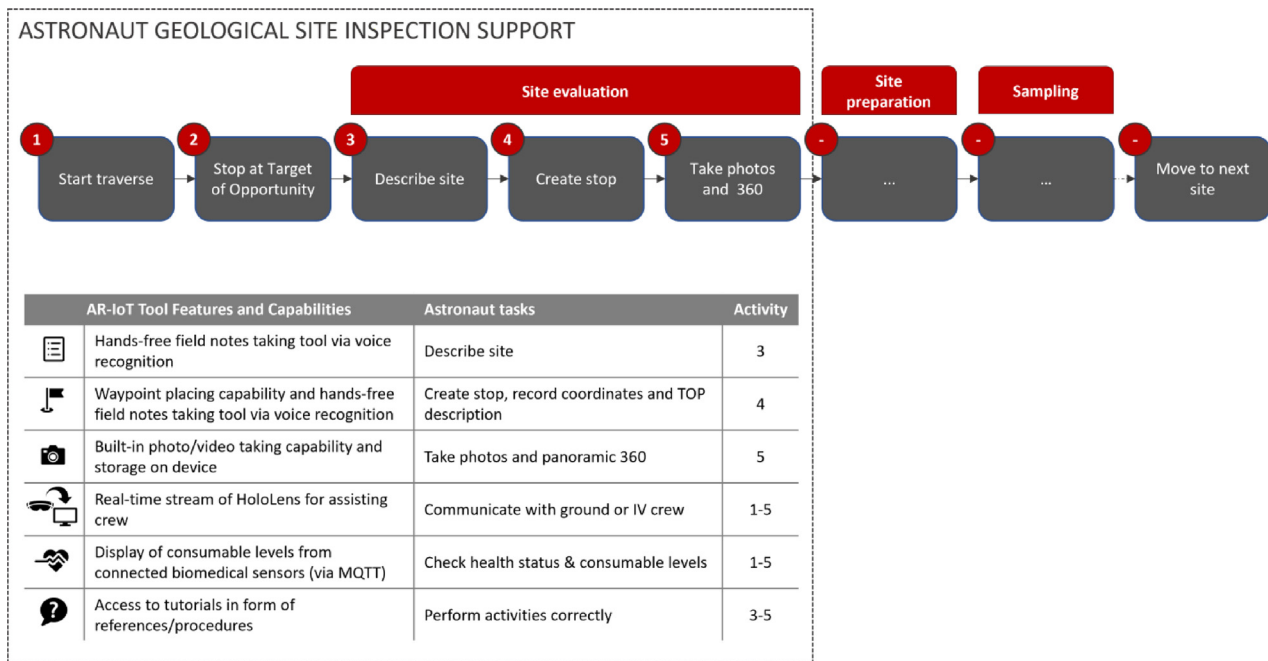 ASTRONAUT GEOLOGICAL SITE INSPECTION SUPPORT
Site evaluation
Site
preparation
Sampling
1
Start traverse
2
Stop at Target
of Opportunity
3
Describe site
4
Create stop
5
Take photos
and 360
-
...
-
...
-
Move to next
site
AR-IoT Tool Features and Capabilities
Astronaut tasks
Activity
Hands-free field notes taking tool via voice
recognition
Describe site
3
Waypoint placing capability and hands-free
field notes taking tool via voice recognition
Create stop, record coordinates and TOP
description
4
Built-in photo/video taking capability and
storage on device
Take photos and panoramic 360
5
Real-time stream of HoloLens for assisting
crew
Communicate with ground or IV crew
1-5
Display of consumable levels from
connected biomedical sensors (via MQTT)
Check health status & consumable levels
1-5
?
Access to tutorials in form of
references/procedures
Perform activities correctly
3-5